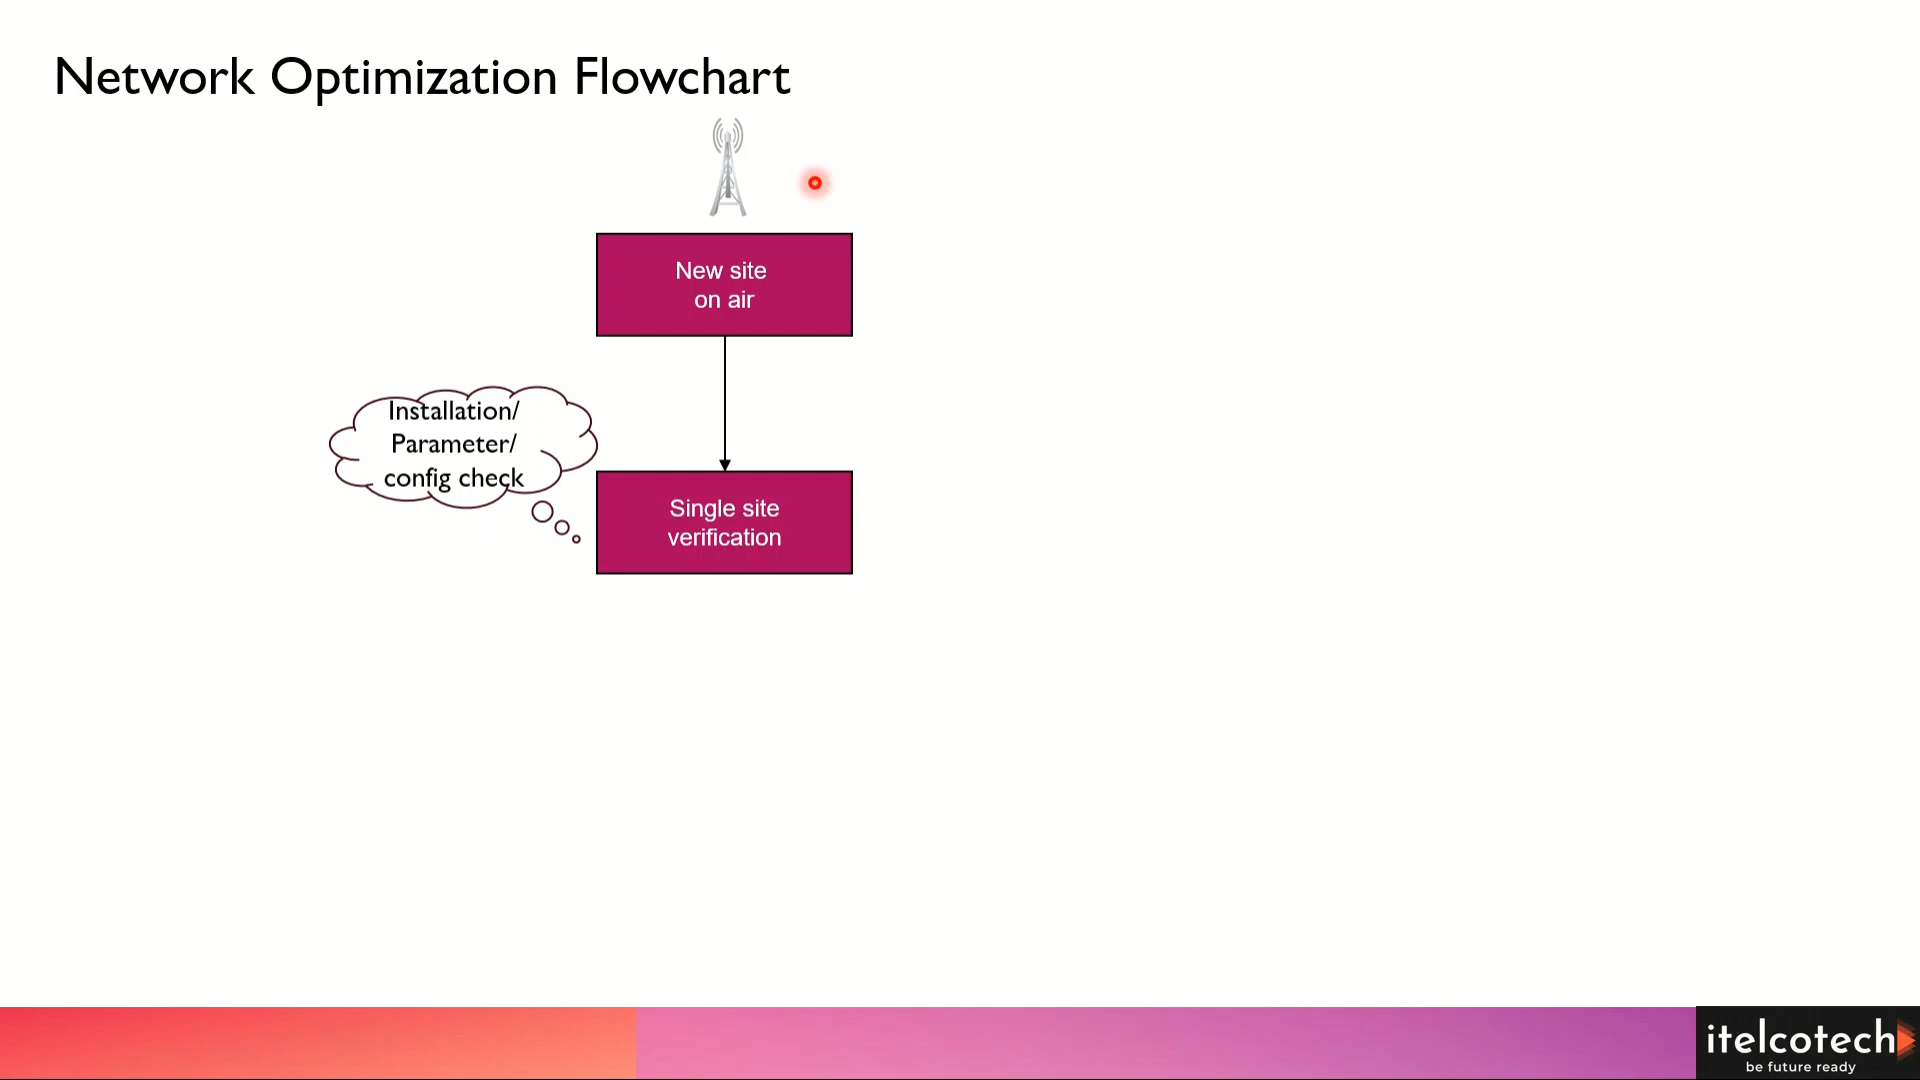 Network Optimization Flowchart
New site
on air
Installation/
Parameter/
config check
Single site
verification
itelcotech
be future ready